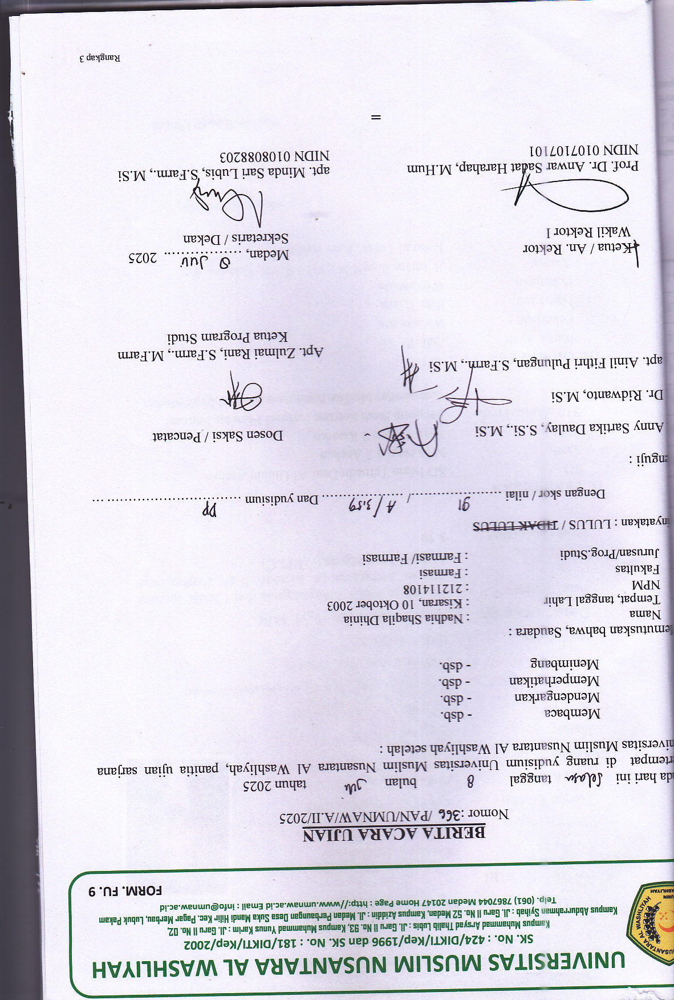 UNIVERSITAS MUSLIM NUSANTARA AL WASHLIYAH
SK. No. : 424/DIKTI/Kep/1996 dan SK. No. : 181/DIKTI/Kep/2002
Kampus Muhammad Arsyad Thalib Lubis : Jl. Garu II No. 93, Kampus Muhammad Yunus Karim : Jl. Garu II No. 02,
Kampus Abdurrahman Syihab : Jl. Garu II No. 52 Medan, Kampus Aziddin : Jl. Medan Perbaungan Desa Suka Mandi Hilir Kec. Pagar Merbau, Lubuk Pakam
Telp. (061) 7867044 Medan 20147 Home Page : http://www.umnaw.ac.id Email : info@umnaw.ac.id
FORM. FU. 9
BERITA ACARA UJIAN
Nomor : 366 /PAN/UMNAW/A.II/2025
da hari ini Selasa tanggal 8 bulan Juli tahun 2025
rtempat di ruang yudisium Universitas Muslim Nusantara Al Washliyah, panitia ujian sarjana
niversitas Muslim Nusantara Al Washliyah setelah :
Membaca - dsb.
Mendengarkan - dsb.
Memperhatikan - dsb.
Menimbang - dsb.
emutuskan bahwa, Saudara :
Nama : Nadhia Shaqila Dhinia
Tempat, tanggal Lahir : Kisaran, 10 Oktober 2003
NPM : 212114108
Fakultas : Farmasi
Jurusan/Prog.Studi : Farmasi/ Farmasi
nyatakan : LULUS / TIDAK LULUS
Dengan skor / nilai 91 / A / 3,59 Dan yudisium PP
enguji :
Anny Sartika Daulay, S.Si., M.Si
Dosen Saksi / Pencatat
Dr. Ridwanto, M.Si
apt. Ainil Fithri Pulungan, S.Farm., M.Si
Apt. Zulmai Rani, S.Farm., M.Farm
Ketua Program Studi
Ketua / An. Rektor
Wakil Rektor I
Medan, 8 Juli 2025
Sekretaris / Dekan
Prof. Dr. Anwar Sadat Harahap, M.Hum
NIDN 0107107101
apt. Minda Sari Lubis, S.Farm., M.Si
NIDN 0108088203
=
Rangkap 3